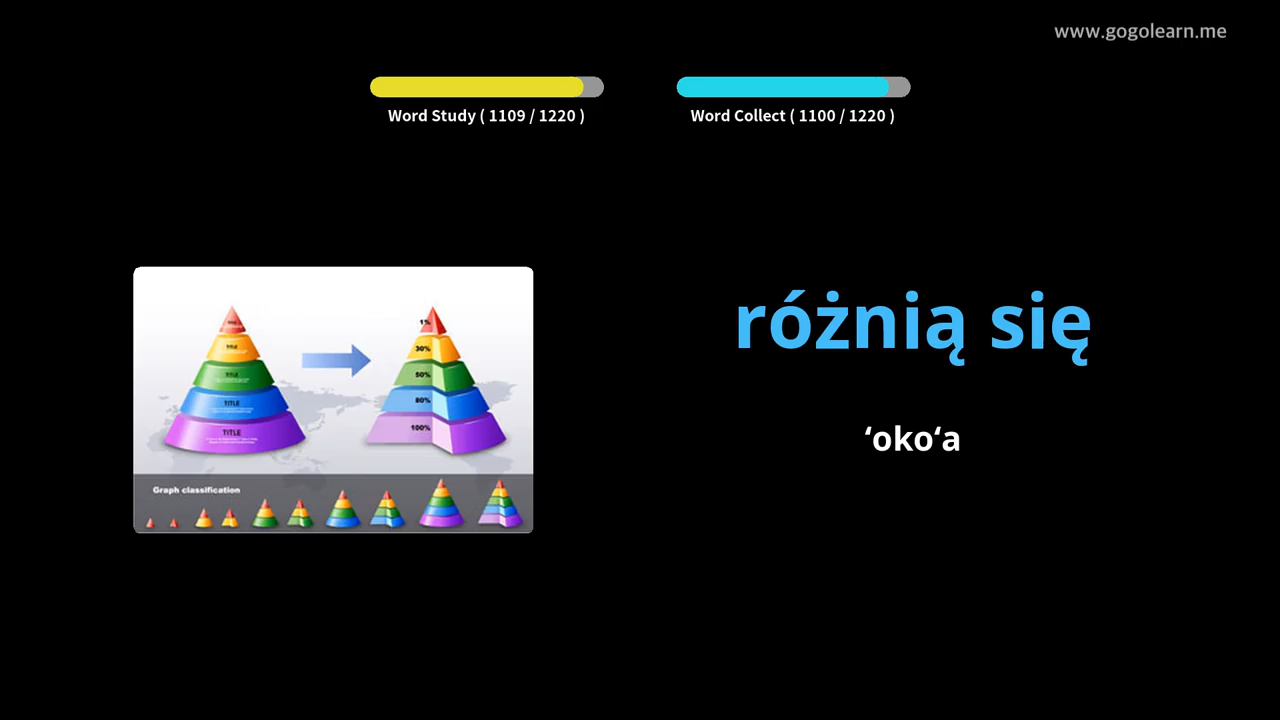 www.gogolearn.me
Word Study ( 1109 / 1220 )
Word Collect ( 1100 / 1220 )
różnią się
ʻokoʻa
TITLE
TITLE
TITLE
TITLE
1%
30%
50%
80%
100%
Graph classification